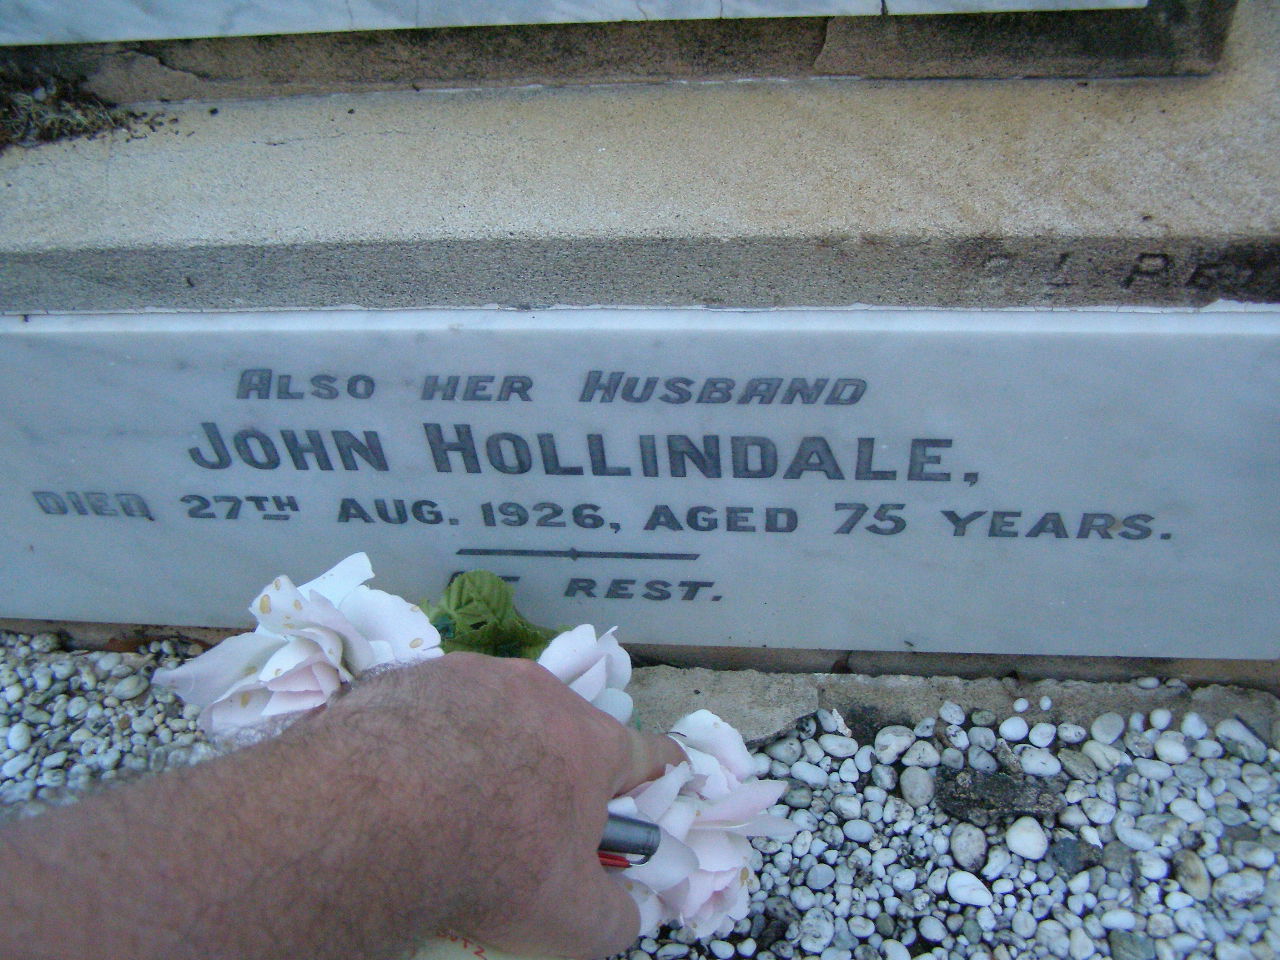 ALSO HER HUSBAND
JOHN HOLLINDALE,
DIED 27TH AUG. 1926, AGED 75 YEARS.
REST.